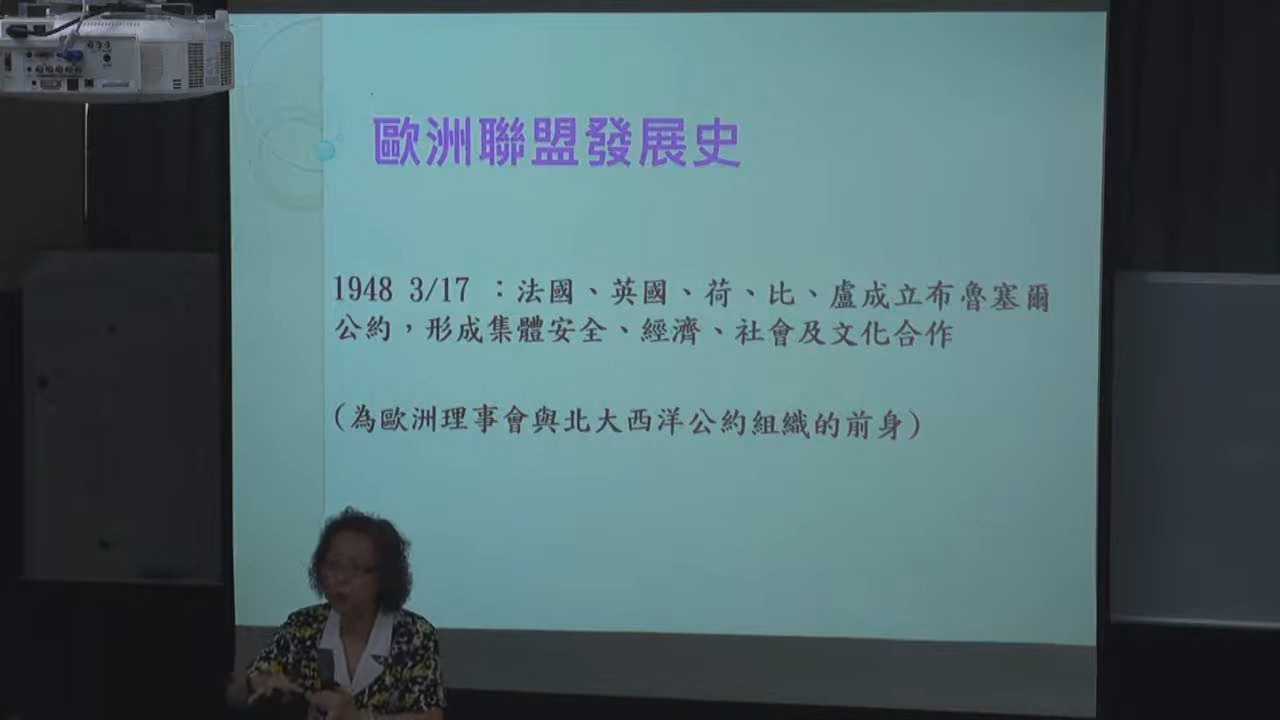 歐洲聯盟發展史
1948 3/17 ：法國、英國、荷、比、盧成立布魯塞爾
公約，形成集體安全、經濟、社會及文化合作
(為歐洲理事會與北大西洋公約組織的前身)